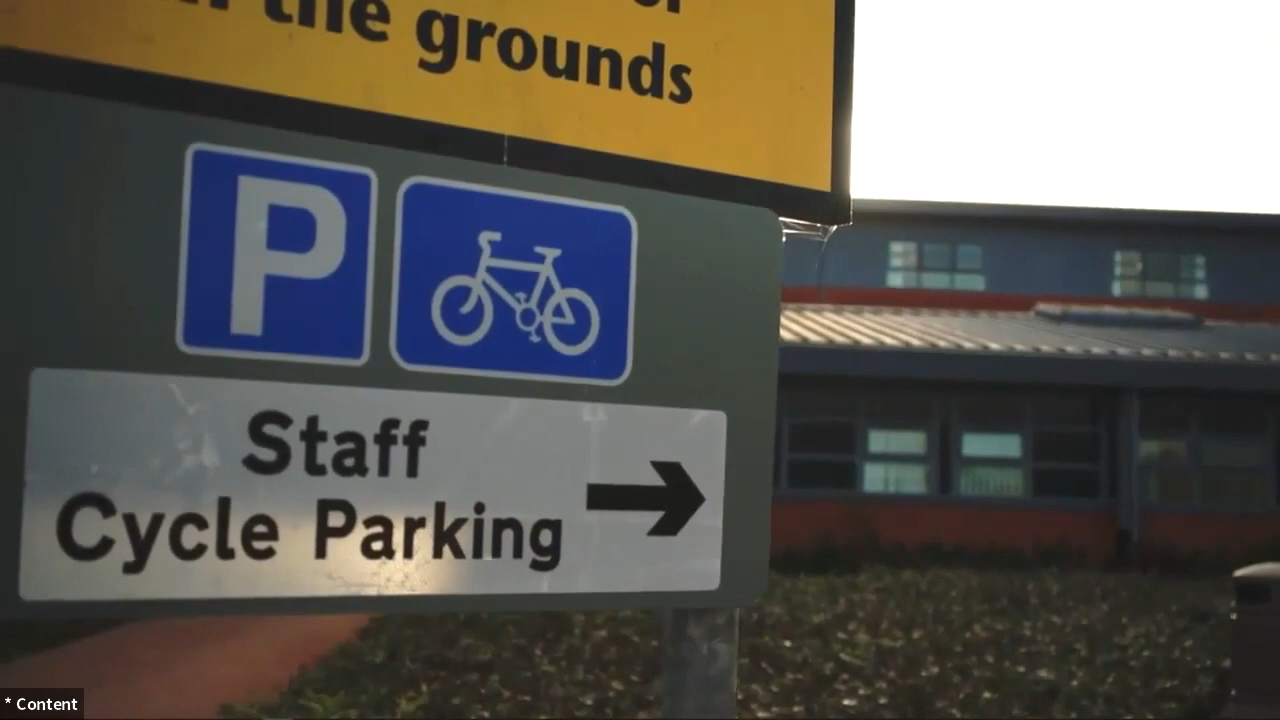 the grounds
P
Staff
Cycle Parking
* Content